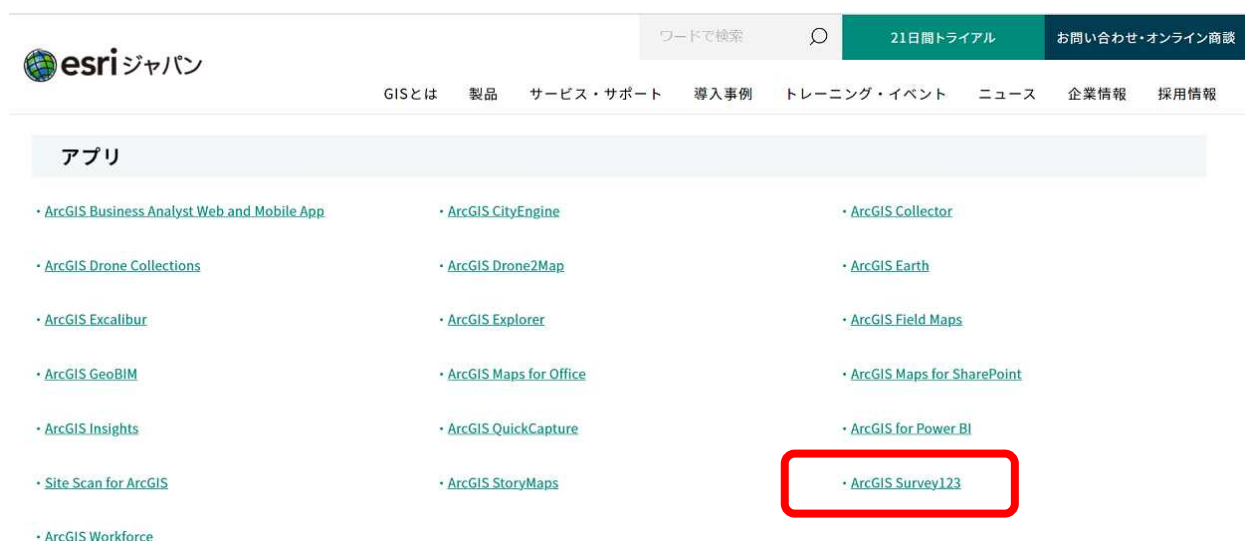 ワードで検索
21日間トライアル
お問い合わせ・オンライン商談
esriジャパン
GISとは 製品 サービス・サポート 導入事例 トレーニング・イベント ニュース 企業情報 採用情報
アプリ
・ArcGIS Business Analyst Web and Mobile App ・ArcGIS CityEngine ・ArcGIS Collector
・ArcGIS Drone Collections ・ArcGIS Drone2Map ・ArcGIS Earth
・ArcGIS Excalibur ・ArcGIS Explorer ・ArcGIS Field Maps
・ArcGIS GeoBIM ・ArcGIS Maps for Office ・ArcGIS Maps for SharePoint
・ArcGIS Insights ・ArcGIS QuickCapture ・ArcGIS for Power BI
・Site Scan for ArcGIS ・ArcGIS StoryMaps ・ArcGIS Survey123
・ArcGIS Workforce